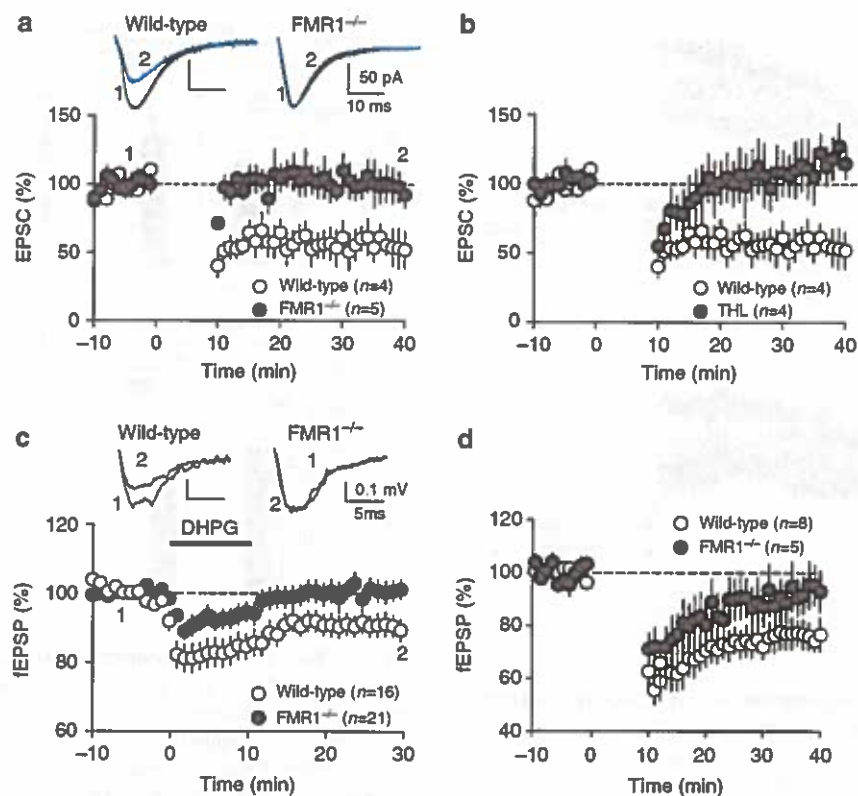 a
Wild-type
FMR1–/–
2
1
1
50 pA
10 ms
150
100
50
0
EPSC (%)
1
2
Wild-type (n=4)
FMR1–/– (n=5)
–10 0 10 20 30 40
Time (min)
b
150
100
50
0
EPSC (%)
Wild-type (n=4)
THL (n=4)
–10 0 10 20 30 40
Time (min)
c
Wild-type
FMR1–/–
2
1
1
2
0.1 mV
5ms
DHPG
120
100
80
60
fEPSP (%)
1
2
Wild-type (n=16)
FMR1–/– (n=21)
–10 0 10 20 30
Time (min)
d
Wild-type (n=8)
FMR1–/– (n=5)
120
100
80
60
40
fEPSP (%)
–10 0 10 20 30 40
Time (min)